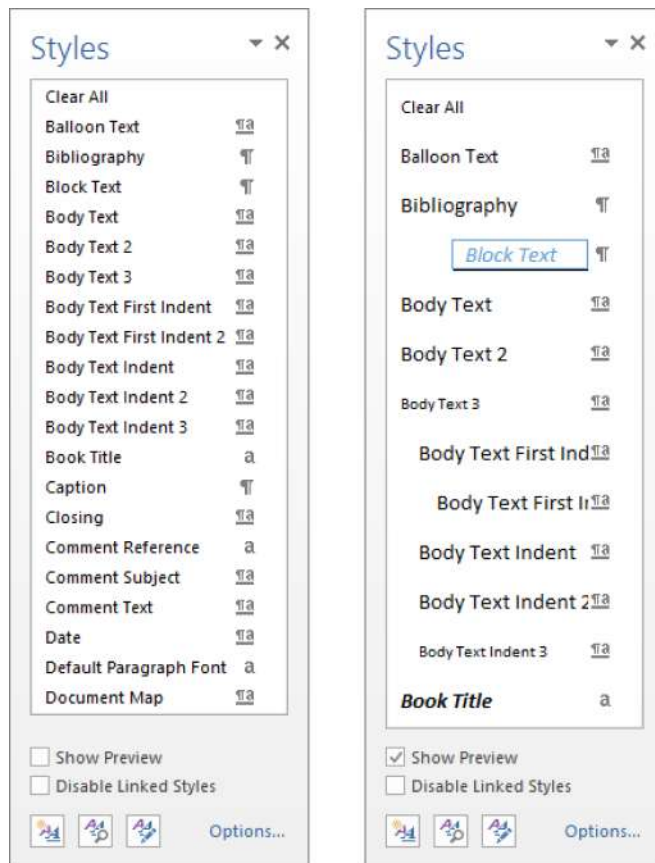 Styles
Clear All
Balloon Text ¶a
Bibliography ¶
Block Text ¶
Body Text ¶a
Body Text 2 ¶a
Body Text 3 ¶a
Body Text First Indent ¶a
Body Text First Indent 2 ¶a
Body Text Indent ¶a
Body Text Indent 2 ¶a
Body Text Indent 3 ¶a
Book Title a
Caption ¶
Closing ¶a
Comment Reference a
Comment Subject ¶a
Comment Text ¶a
Date ¶a
Default Paragraph Font a
Document Map ¶a
Show Preview
Disable Linked Styles
Options...
Styles
Clear All
Balloon Text ¶a
Bibliography ¶
Block Text ¶
Body Text ¶a
Body Text 2 ¶a
Body Text 3 ¶a
Body Text First Ind ¶a
Body Text First I ¶a
Body Text Indent ¶a
Body Text Indent 2 ¶a
Body Text Indent 3 ¶a
Book Title a
Show Preview
Disable Linked Styles
Options...